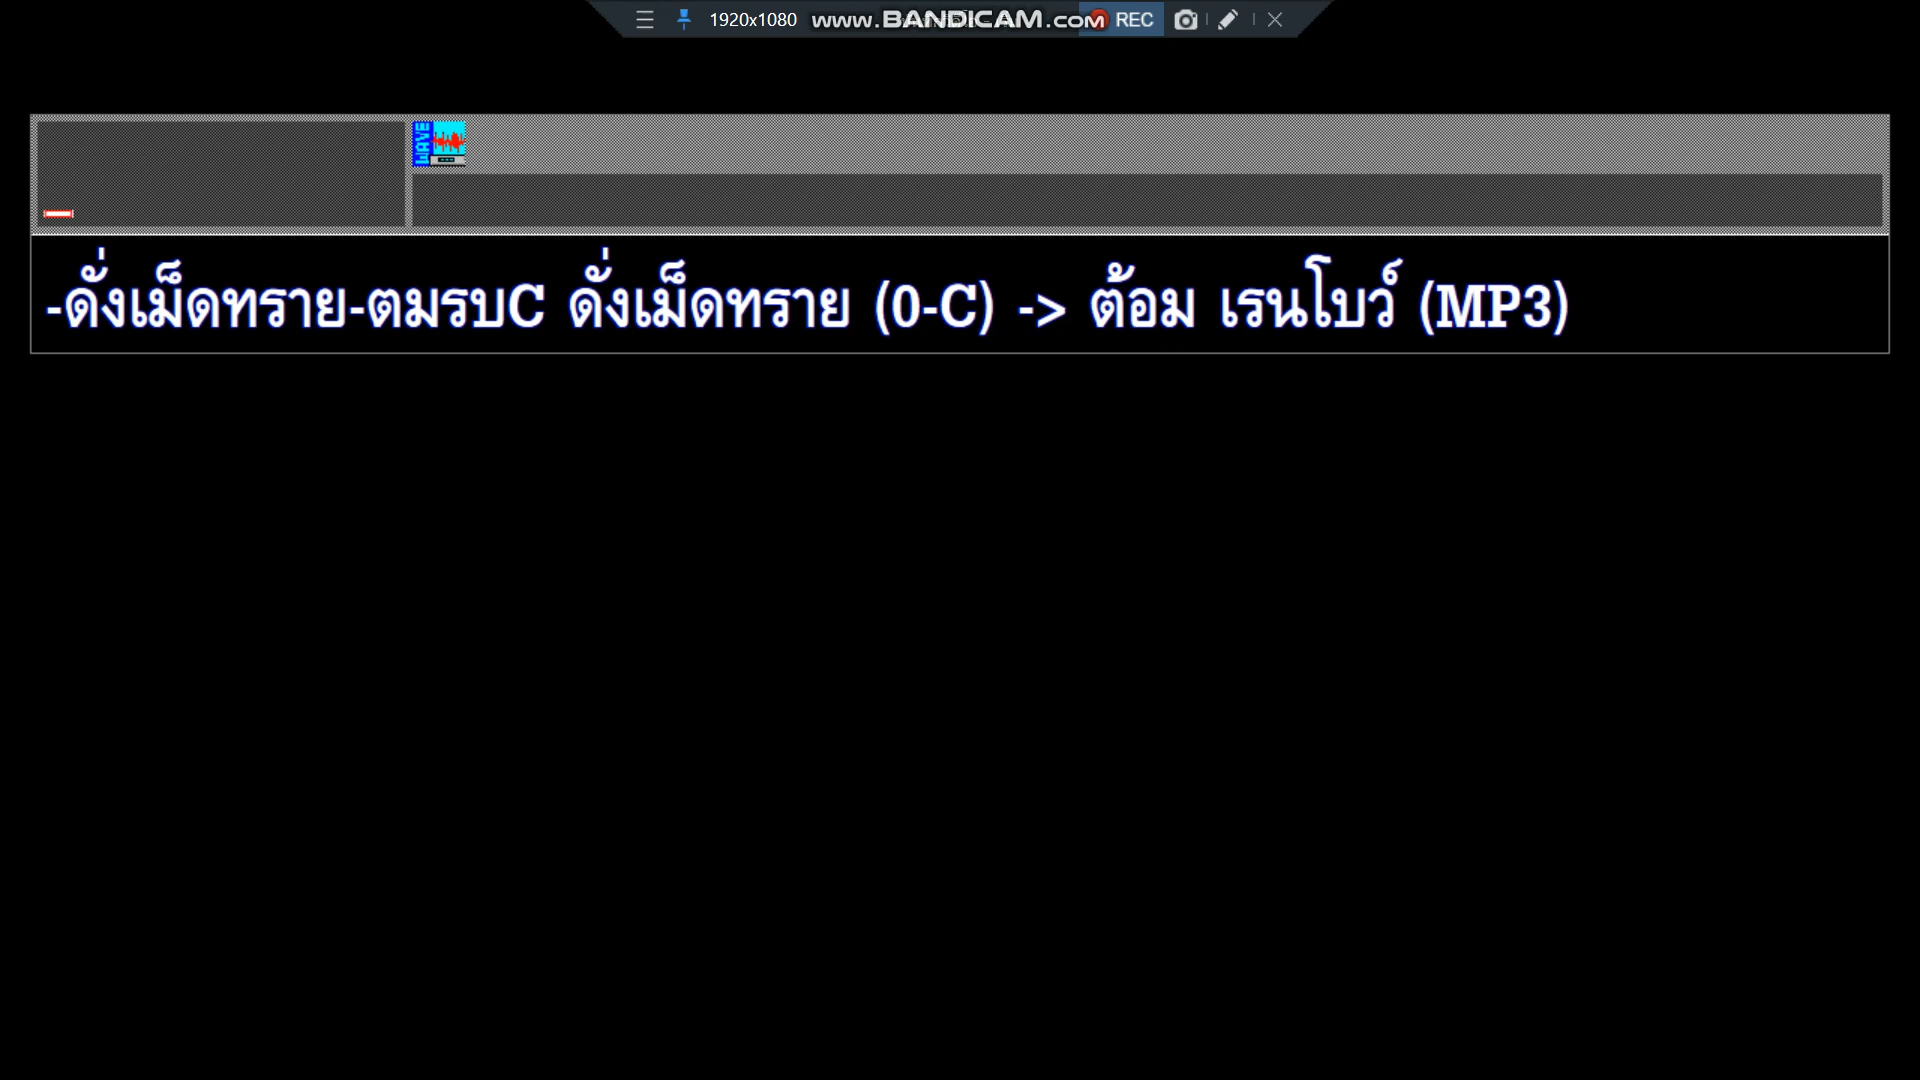 1920x1080 www.BANDICAM.com REC
WAVE
-ดั่งเม็ดทราย-ตมรบC ดั่งเม็ดทราย (0-C) -> ต้อม เรนโบว์ (MP3)